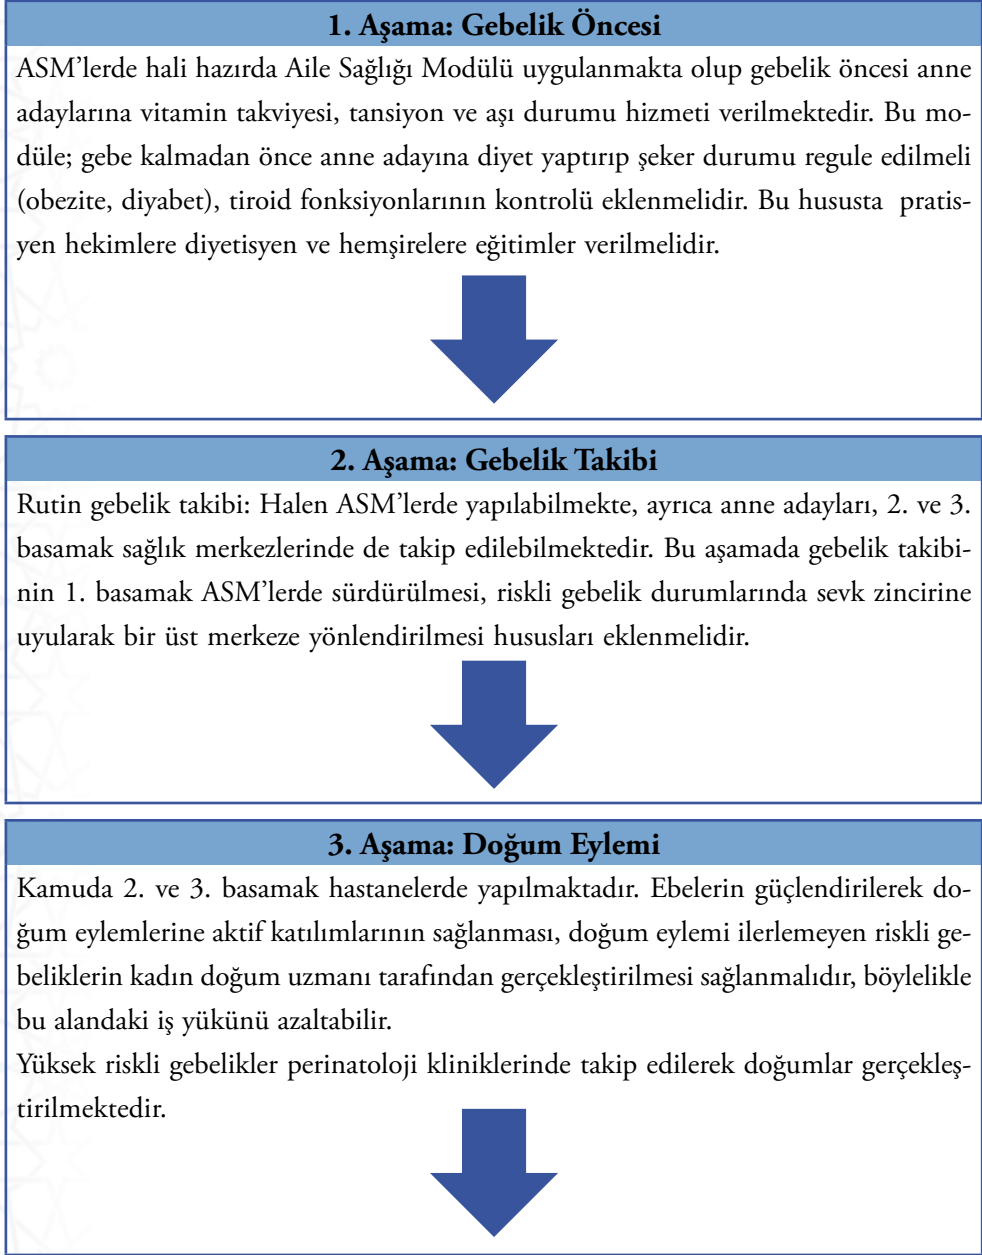 1. Aşama: Gebelik Öncesi
ASM’lerde hali hazırda Aile Sağlığı Modülü uygulanmakta olup gebelik öncesi anne
adaylarına vitamin takviyesi, tansiyon ve aşı durumu hizmeti verilmektedir. Bu mo-
düle; gebe kalmadan önce anne adayına diyet yaptırıp şeker durumu regule edilmeli
(obezite, diyabet), tiroid fonksiyonlarının kontrolü eklenmelidir. Bu hususta pratis-
yen hekimlere diyetisyen ve hemşirelere eğitimler verilmelidir.
2. Aşama: Gebelik Takibi
Rutin gebelik takibi: Halen ASM’lerde yapılabilmekte, ayrıca anne adayları, 2. ve 3.
basamak sağlık merkezlerinde de takip edilebilmektedir. Bu aşamada gebelik takibi-
nin 1. basamak ASM’lerde sürdürülmesi, riskli gebelik durumlarında sevk zincirine
uyularak bir üst merkeze yönlendirilmesi hususları eklenmelidir.
3. Aşama: Doğum Eylemi
Kamuda 2. ve 3. basamak hastanelerde yapılmaktadır. Ebelerin güçlendirilerek do-
ğum eylemlerine aktif katılımlarının sağlanması, doğum eylemi ilerlemeyen riskli ge-
beliklerin kadın doğum uzmanı tarafından gerçekleştirilmesi sağlanmalıdır, böylelikle
bu alandaki iş yükünü azaltabilir.
Yüksek riskli gebelikler perinatoloji kliniklerinde takip edilerek doğumlar gerçekleş-
tirilmektedir.